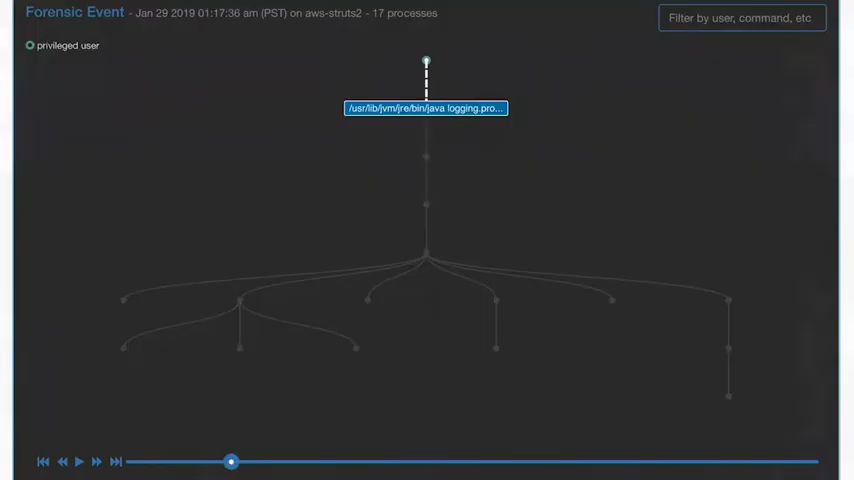 Forensic Event - Jan 29 2019 01:17:36 am (PST) on aws-struts2 - 17 processes
Filter by user, command, etc
privileged user
/usr/lib/jvm/jre/bin/java logging.pro...